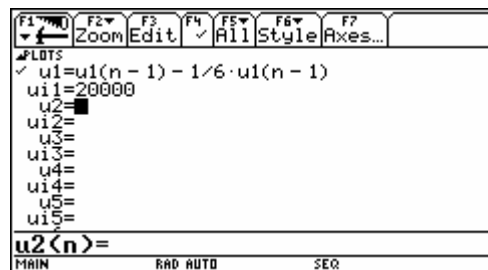 F1 F2 Zoom F3 Edit F4 ✓ F5 All F6 Style F7 Axes...
PLOTS
✓ u1=u1(n - 1) - 1/6·u1(n - 1)
ui1=20000
u2=
ui2=
u3=
ui3=
u4=
ui4=
u5=
ui5=
u2(n)=
MAIN RAD AUTO SEQ